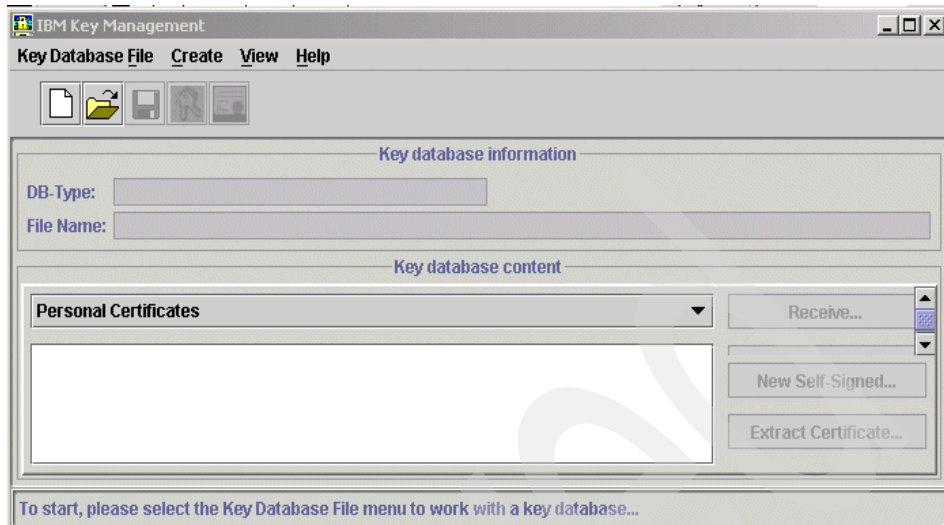 IBM Key Management
Key Database File Create View Help
Key database information
DB-Type:
File Name:
Key database content
Personal Certificates
Receive...
New Self-Signed...
Extract Certificate...
To start, please select the Key Database File menu to work with a key database...